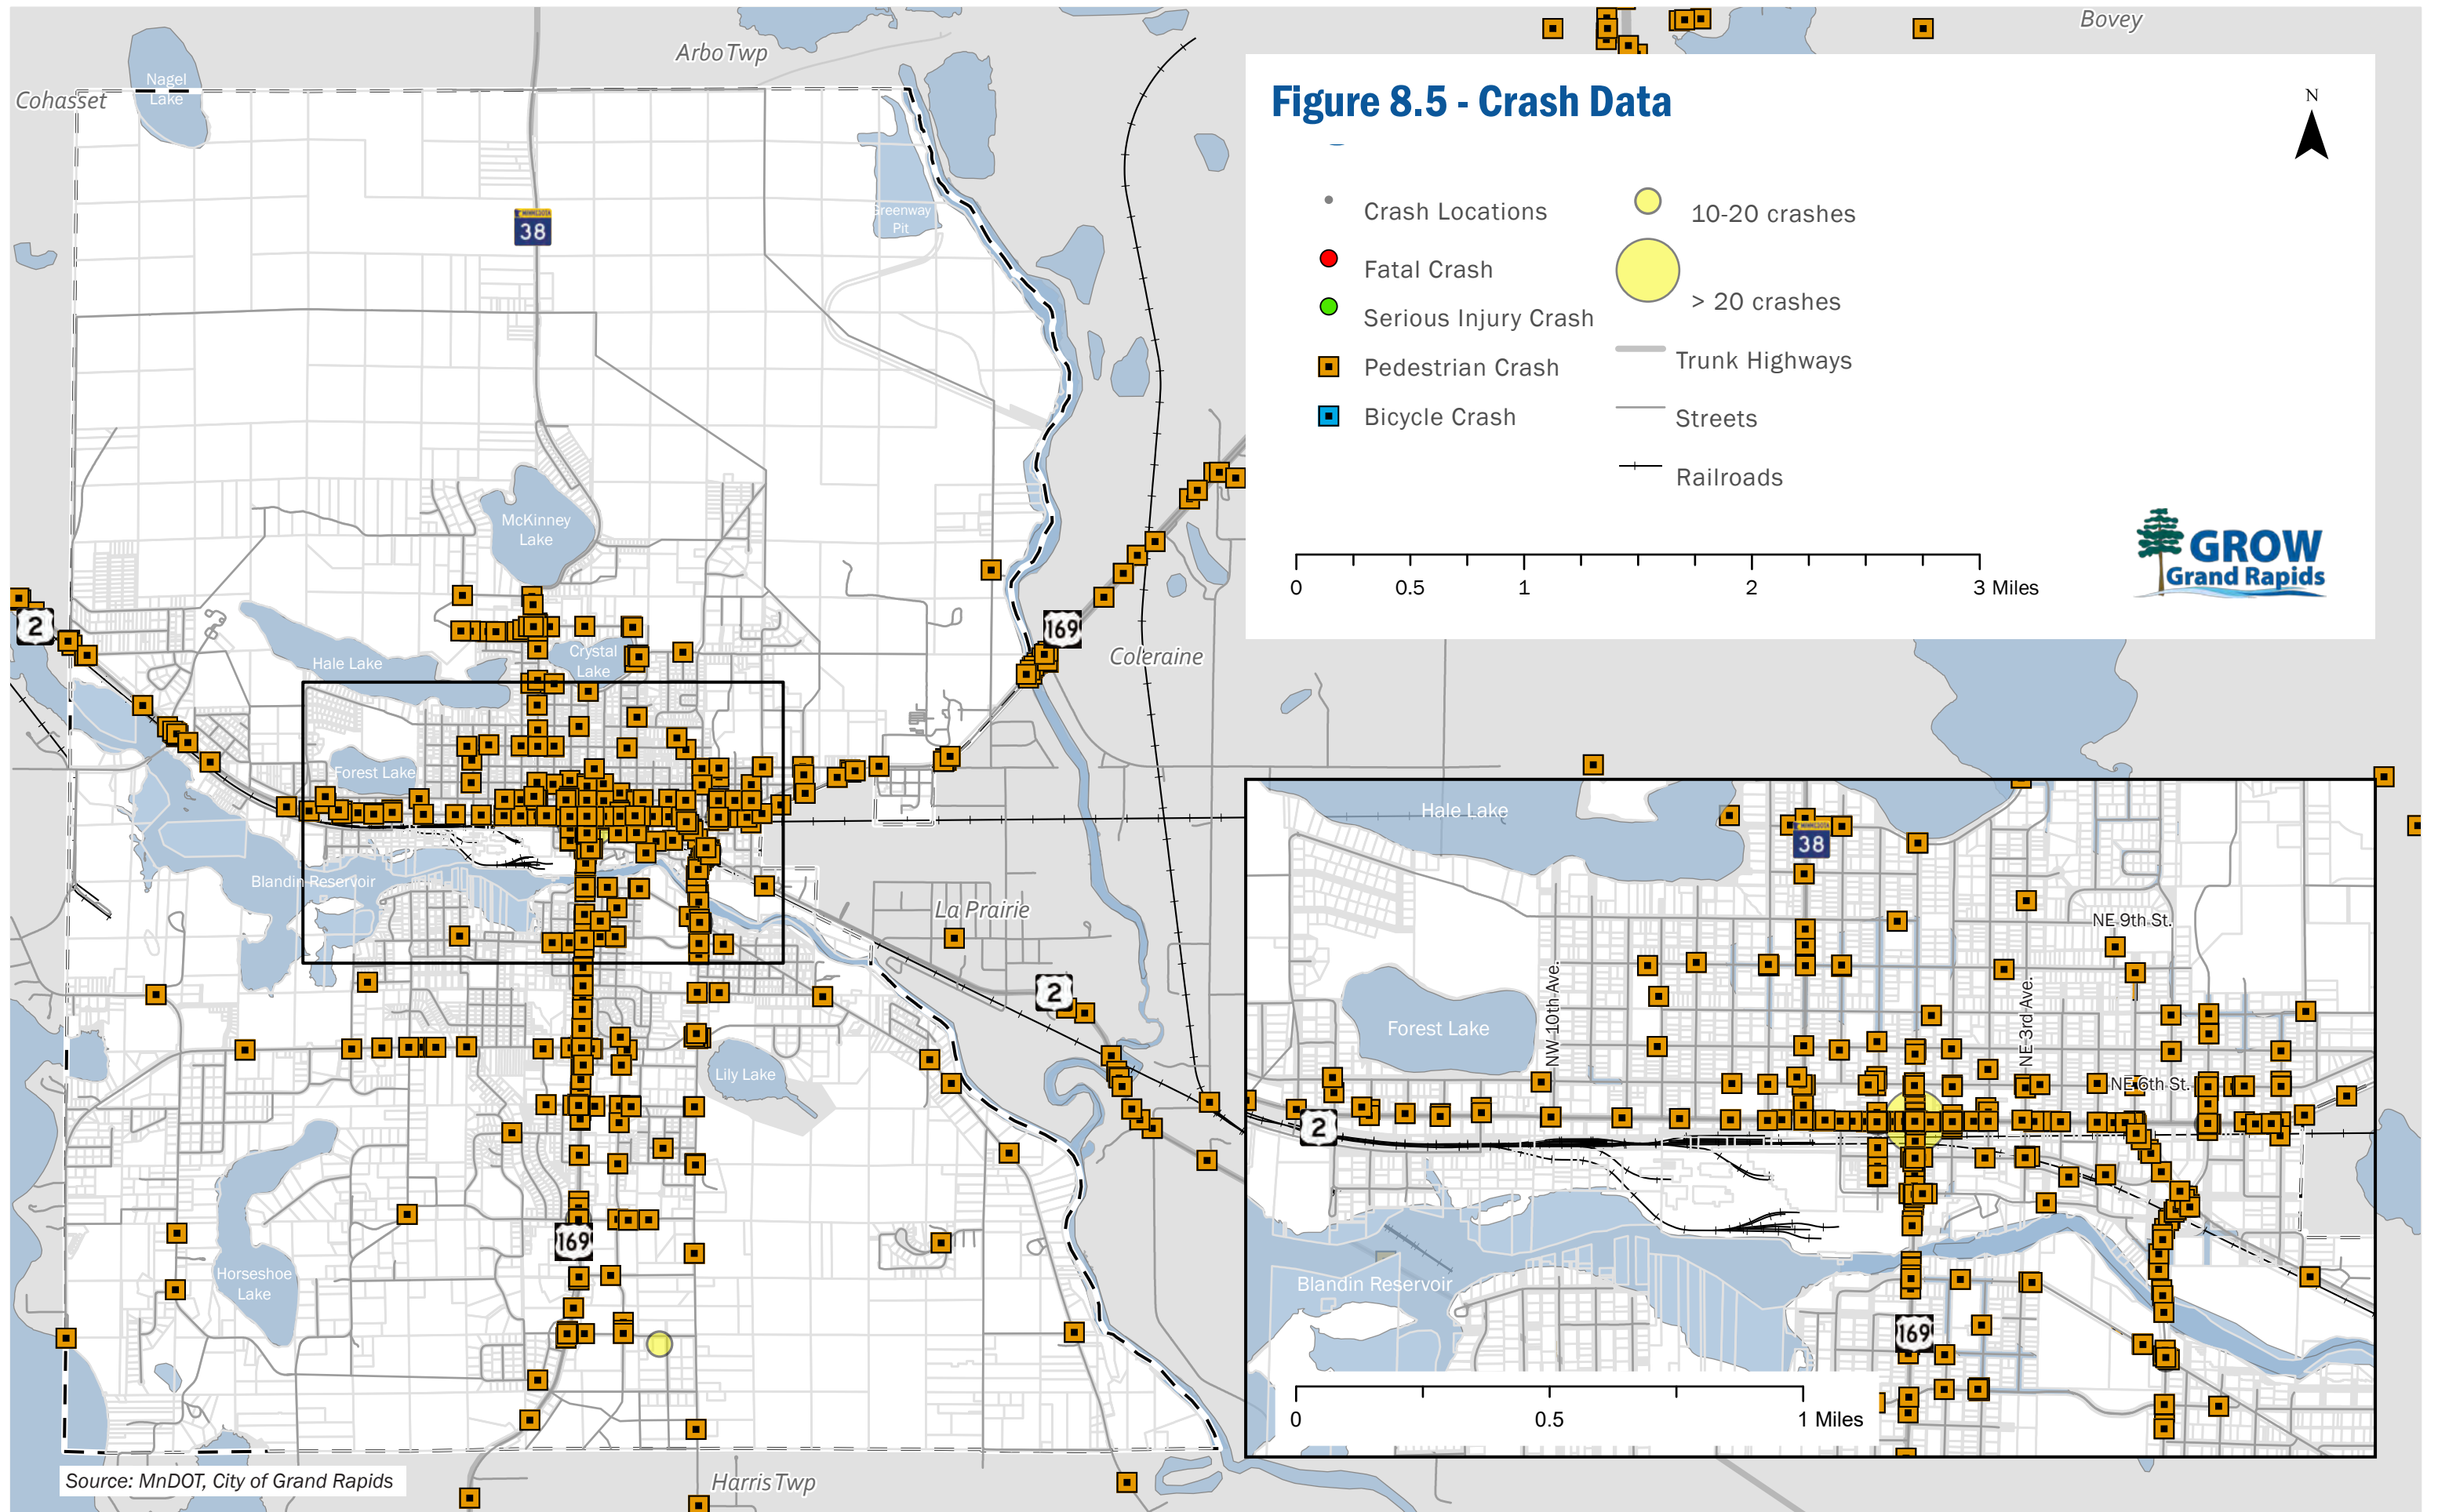 Bovey
Arbo Twp
Nagel
Lake
Cohasset
Figure 8.5 - Crash Data
N
Crash Locations
Fatal Crash
Serious Injury Crash
Pedestrian Crash
Bicycle Crash
10-20 crashes
> 20 crashes
Trunk Highways
Streets
Railroads
0 0.5 1 2 3 Miles
GROW
Grand Rapids
MINNESOTA
38
Greenway
Pit
McKinney
Lake
2
169
Hale Lake
Crystal
Lake
Coleraine
Forest Lake
Blandin Reservoir
La Prairie
2
Lily Lake
169
Horseshoe
Lake
Source: MnDOT, City of Grand Rapids
Harris Twp
Hale Lake
MINNESOTA
38
NE 9th St.
NW 10th Ave.
NE 3rd Ave.
Forest Lake
NE 6th St.
2
Blandin Reservoir
169
0 0.5 1 Miles